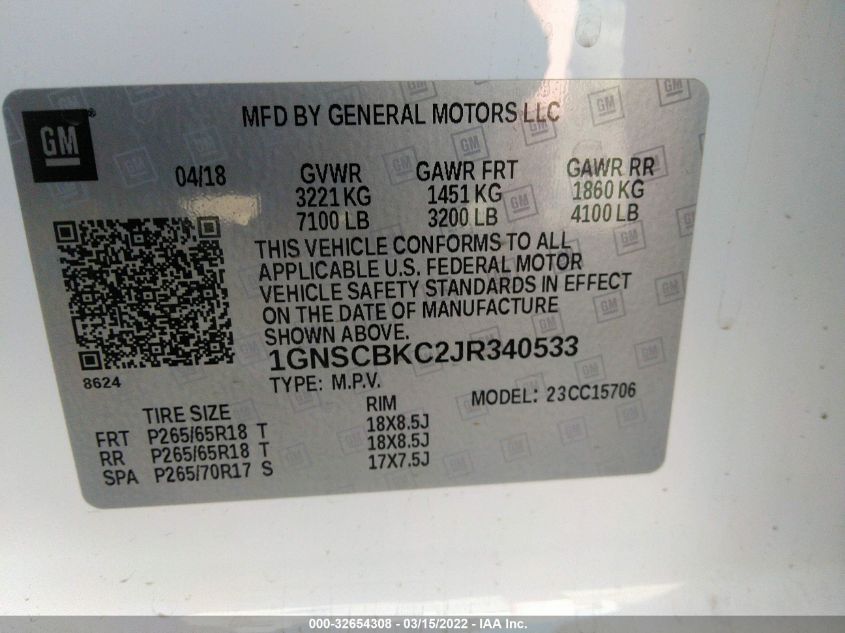 GM®
MFD BY GENERAL MOTORS LLC
04/18 GVWR GAWR FRT GAWR RR
3221 KG 1451 KG 1860 KG
7100 LB 3200 LB 4100 LB
THIS VEHICLE CONFORMS TO ALL
APPLICABLE U.S. FEDERAL MOTOR
VEHICLE SAFETY STANDARDS IN EFFECT
ON THE DATE OF MANUFACTURE
SHOWN ABOVE.
8624
1GNSCBKC2JR340533
TYPE: M.P.V. MODEL: 23CC15706
TIRE SIZE RIM
FRT P265/65R18 T 18X8.5J
RR P265/65R18 T 18X8.5J
SPA P265/70R17 S 17X7.5J
000 - 32654308 - 03/15/2022 - IAA Inc.